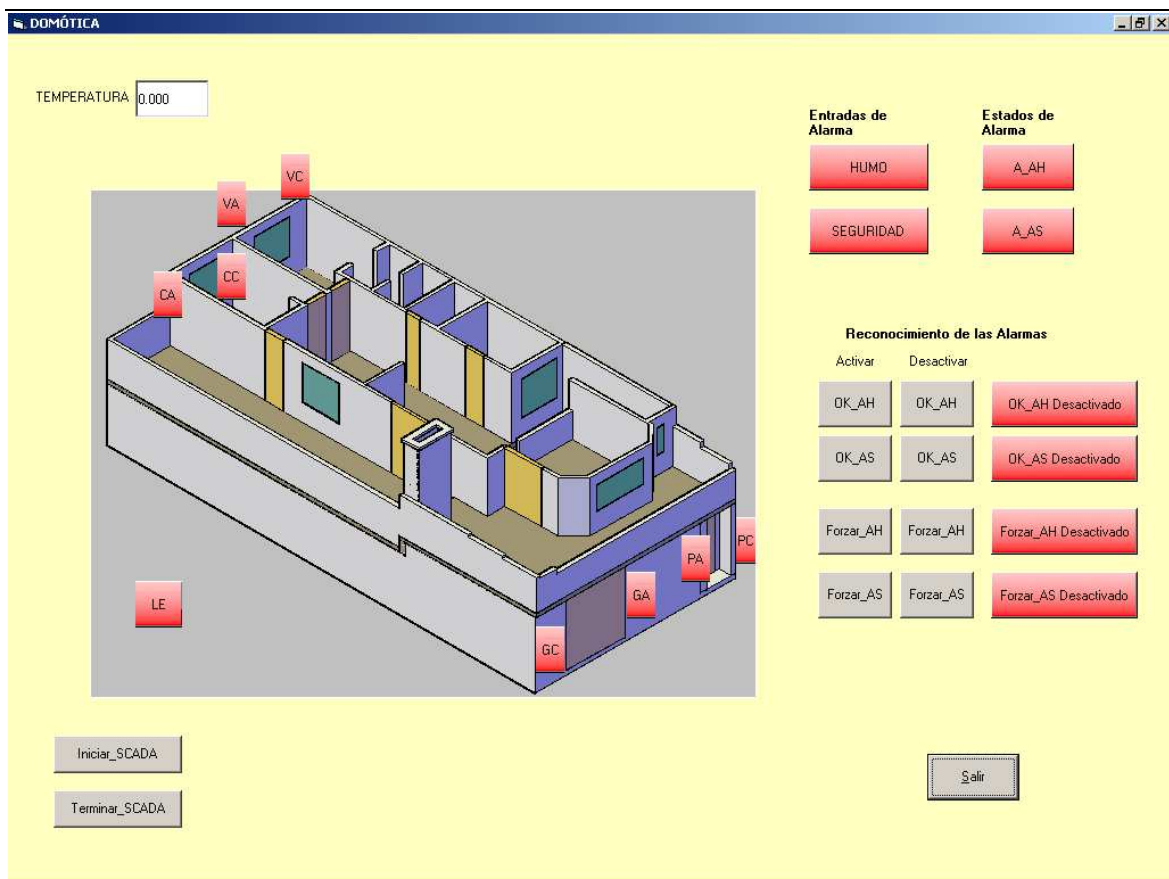 DOMÓTICA
TEMPERATURA 0.000
Entradas de
Alarma
Estados de
Alarma
HUMO
A_AH
SEGURIDAD
A_AS
VC
VA
CC
CA
Reconocimiento de las Alarmas
Activar Desactivar
OK_AH OK_AH OK_AH Desactivado
OK_AS OK_AS OK_AS Desactivado
Forzar_AH Forzar_AH Forzar_AH Desactivado
Forzar_AS Forzar_AS Forzar_AS Desactivado
PC
PA
GA
LE
GC
Iniciar_SCADA
Terminar_SCADA
Salir